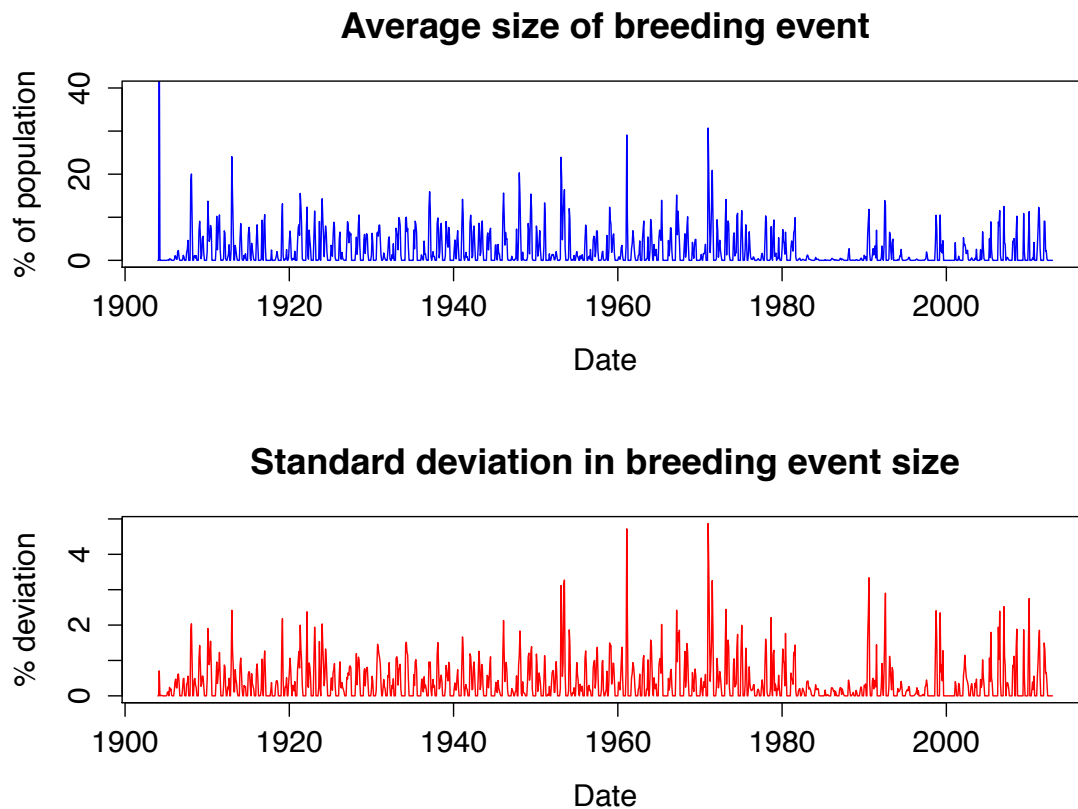 Average size of breeding event
% of population
0
20
40
1900 1920 1940 1960 1980 2000
Date
Standard deviation in breeding event size
% deviation
0
2
4
1900 1920 1940 1960 1980 2000
Date